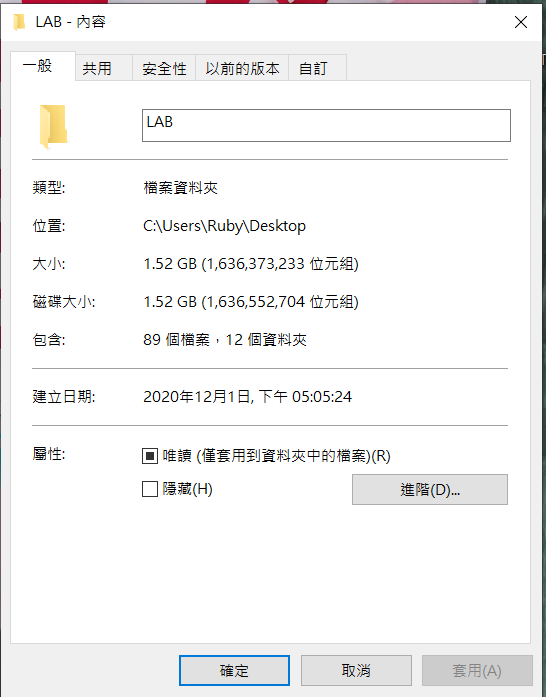 LAB - 內容
一般 共用 安全性 以前的版本 自訂
LAB
類型: 檔案資料夾
位置: C:\Users\Ruby\Desktop
大小: 1.52 GB (1,636,373,233 位元組)
磁碟大小: 1.52 GB (1,636,552,704 位元組)
包含: 89 個檔案，12 個資料夾
建立日期: 2020年12月1日, 下午 05:05:24
屬性: 唯讀 (僅套用到資料夾中的檔案)(R)
隱藏(H) 進階(D)...
確定 取消 套用(A)